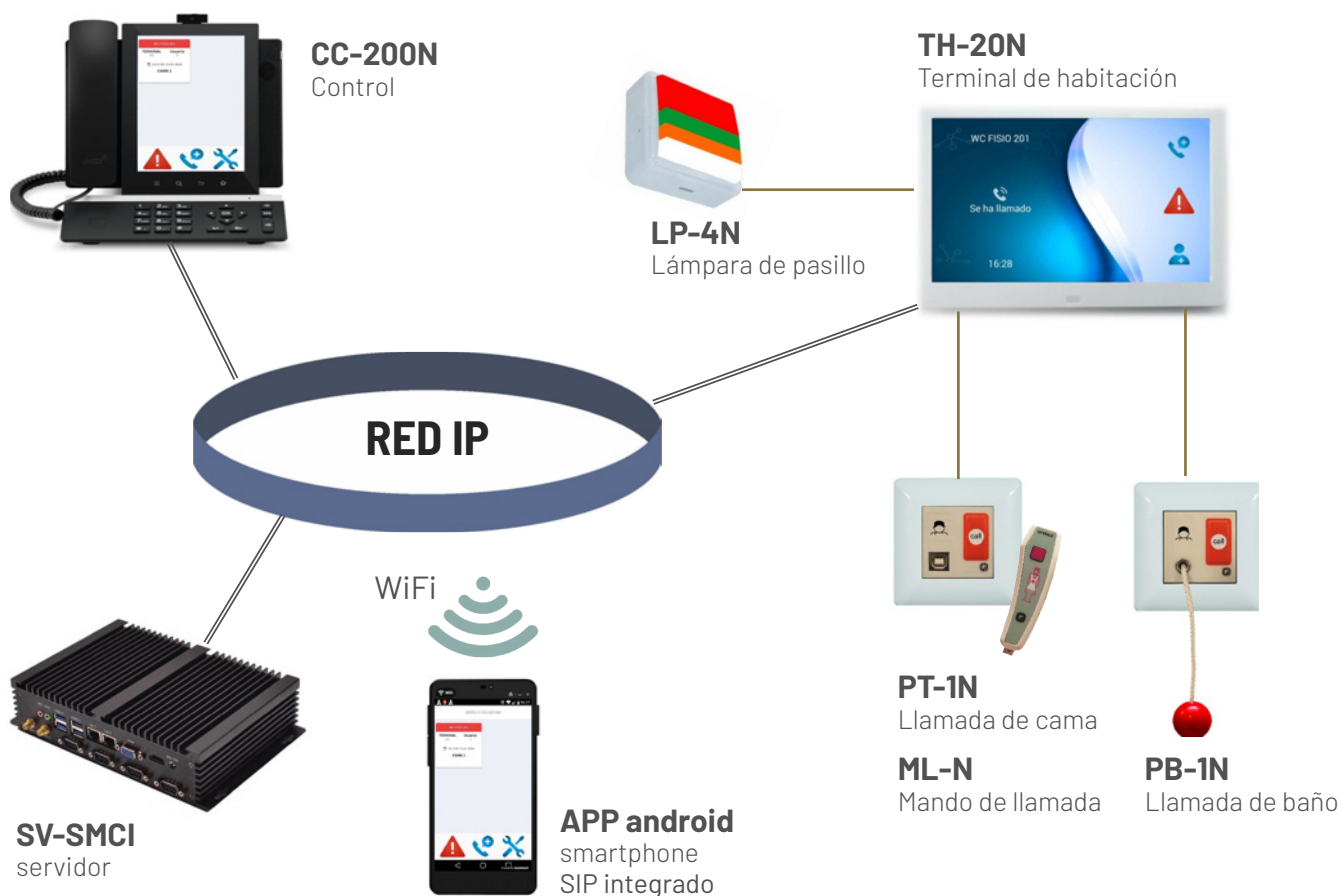 CC-200N
Control
TH-20N
Terminal de habitación
WC FISIO 201
Se ha llamado
16:28
LP-4N
Lámpara de pasillo
RED IP
WiFi
call
call
PT-1N
Llamada de cama
ML-N
Mando de llamada
PB-1N
Llamada de baño
SV-SMCI
servidor
APP android
smartphone
SIP integrado